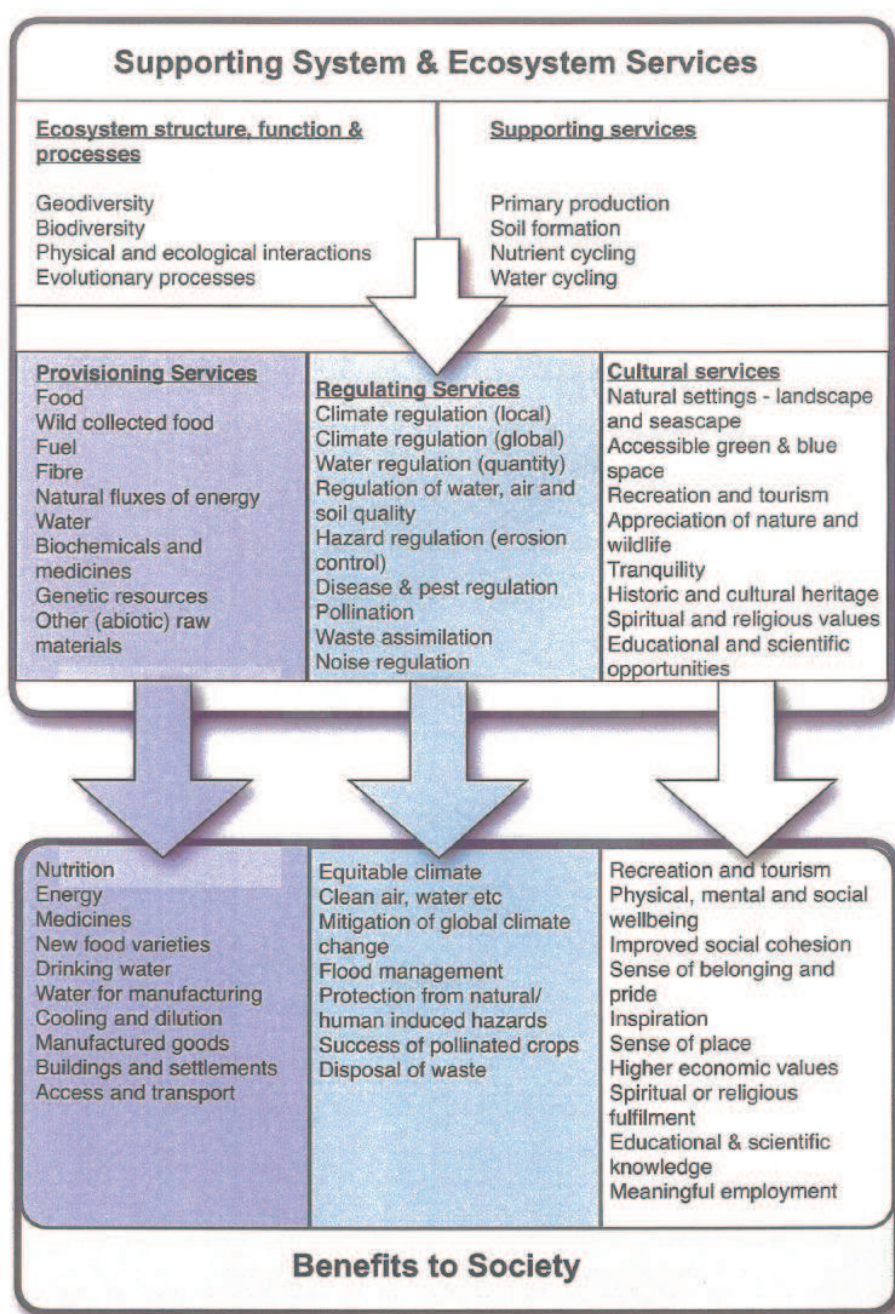 Supporting System & Ecosystem Services
Ecosystem structure, function &
processes
Geodiversity
Biodiversity
Physical and ecological interactions
Evolutionary processes
Supporting services
Primary production
Soil formation
Nutrient cycling
Water cycling
Provisioning Services
Food
Wild collected food
Fuel
Fibre
Natural fluxes of energy
Water
Biochemicals and
medicines
Genetic resources
Other (abiotic) raw
materials
Regulating Services
Climate regulation (local)
Climate regulation (global)
Water regulation (quantity)
Regulation of water, air and
soil quality
Hazard regulation (erosion
control)
Disease & pest regulation
Pollination
Waste assimilation
Noise regulation
Cultural services
Natural settings - landscape
and seascape
Accessible green & blue
space
Recreation and tourism
Appreciation of nature and
wildlife
Tranquility
Historic and cultural heritage
Spiritual and religious values
Educational and scientific
opportunities
Nutrition
Energy
Medicines
New food varieties
Drinking water
Water for manufacturing
Cooling and dilution
Manufactured goods
Buildings and settlements
Access and transport
Equitable climate
Clean air, water etc
Mitigation of global climate
change
Flood management
Protection from natural/
human induced hazards
Success of pollinated crops
Disposal of waste
Recreation and tourism
Physical, mental and social
wellbeing
Improved social cohesion
Sense of belonging and
pride
Inspiration
Sense of place
Higher economic values
Spiritual or religious
fulfilment
Educational & scientific
knowledge
Meaningful employment
Benefits to Society